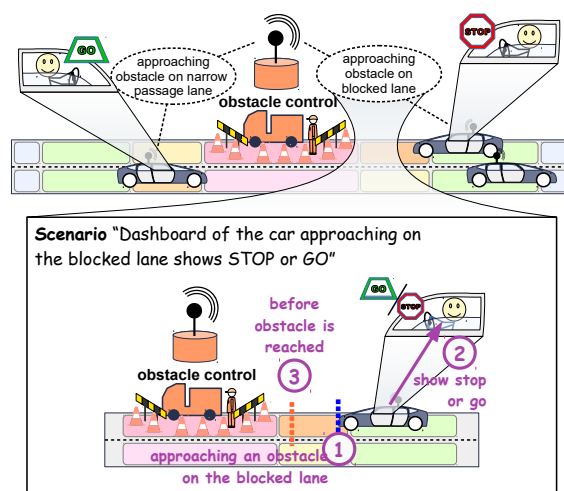 GO
STOP
approaching
obstacle on narrow
passage lane
approaching
obstacle on
blocked lane
obstacle control
Scenario “Dashboard of the car approaching on
the blocked lane shows STOP or GO”
GO
STOP
before
obstacle is
reached
3
2
show stop
or go
obstacle control
1
approaching an obstacle
on the blocked lane